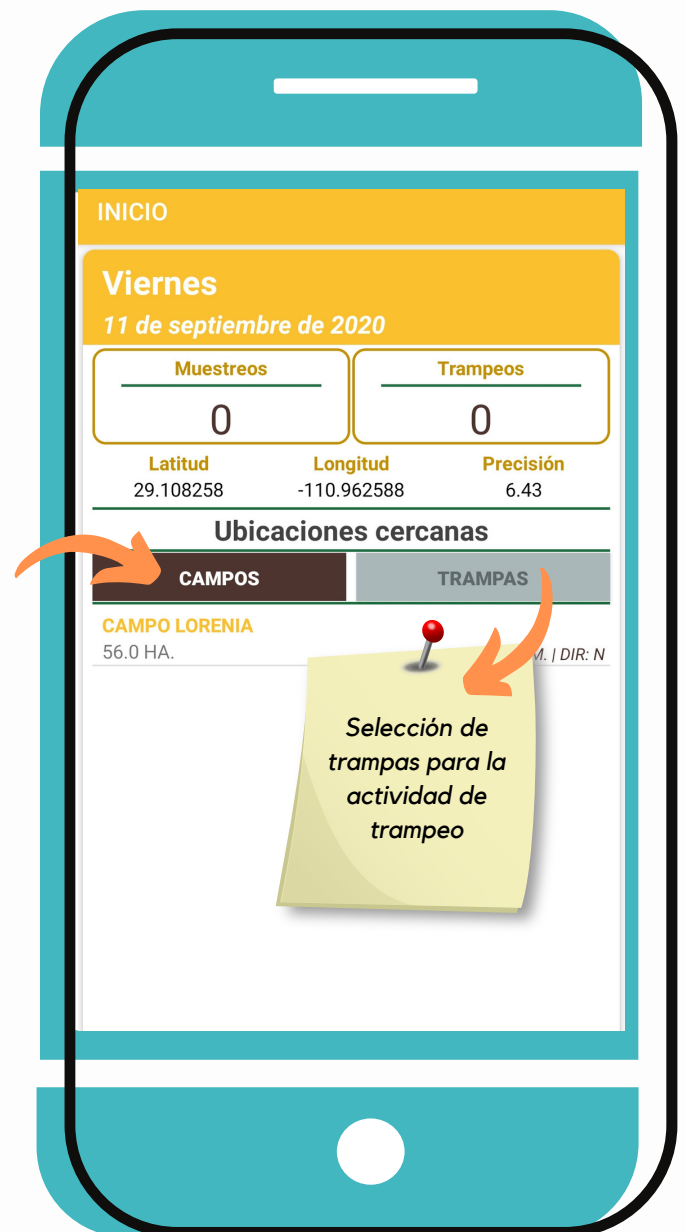 INICIO
Viernes
11 de septiembre de 2020
Muestreos Trampeos
0 0
Latitud Longitud Precisión
29.108258 -110.962588 6.43
Ubicaciones cercanas
CAMPOS TRAMPAS
CAMPO LORENIA
56.0 HA. M. | DIR: N
Selección de
trampas para la
actividad de
trampeo